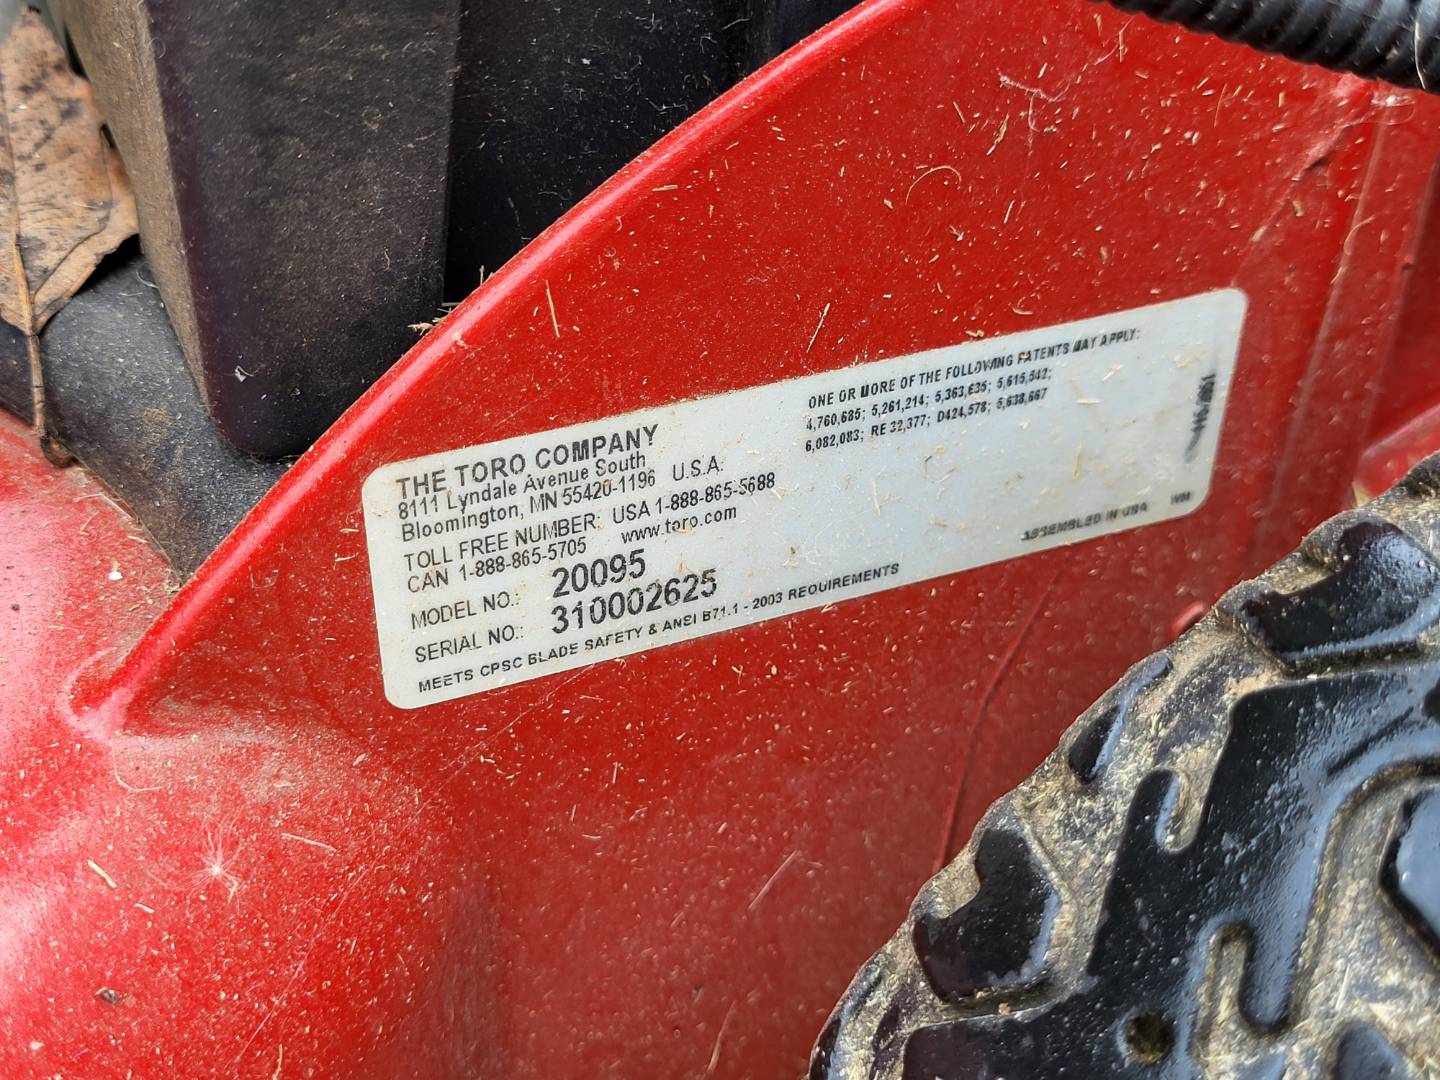 THE TORO COMPANY
8111 Lyndale Avenue South
Bloomington, MN 55420-1196 U.S.A.
TOLL FREE NUMBER: USA 1-888-865-5688
CAN 1-888-865-5705 www.toro.com
MODEL NO.: 20095
SERIAL NO.: 310002625
MEETS CPSC BLADE SAFETY & ANSI B71.1 - 2003 REQUIREMENTS
ONE OR MORE OF THE FOLLOWING PATENTS MAY APPLY:
4,760,685; 5,261,214; 5,363,635; 5,615,542;
6,082,083; RE 32,377; D424,578; 5,638,667
ASSEMBLED IN USA